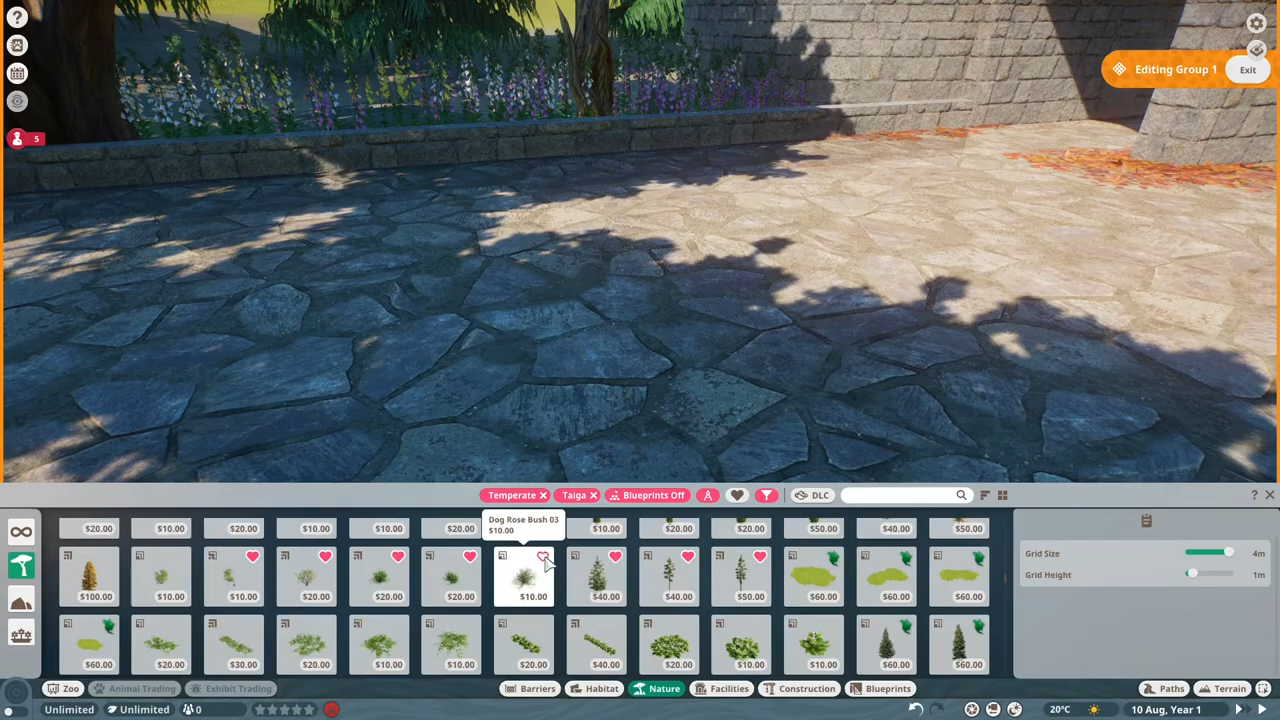 ?
Editing Group 1
Exit
5
Temperate ✕
Taiga ✕
Blueprints Off
DLC
? ✕
Dog Rose Bush 03
$10.00
$20.00 $10.00 $20.00 $10.00 $10.00 $20.00 $10.00 $20.00 $20.00 $50.00 $40.00 $50.00
$100.00 $10.00 $10.00 $20.00 $20.00 $20.00 $10.00 $40.00 $40.00 $50.00 $60.00 $60.00 $60.00
$60.00 $20.00 $30.00 $20.00 $10.00 $10.00 $20.00 $40.00 $20.00 $10.00 $10.00 $60.00 $60.00
Grid Size 4m
Grid Height 1m
Zoo
Animal Trading
Exhibit Trading
Barriers
Habitat
Nature
Facilities
Construction
Blueprints
Paths
Terrain
Unlimited
Unlimited
0
20°C
10 Aug, Year 1